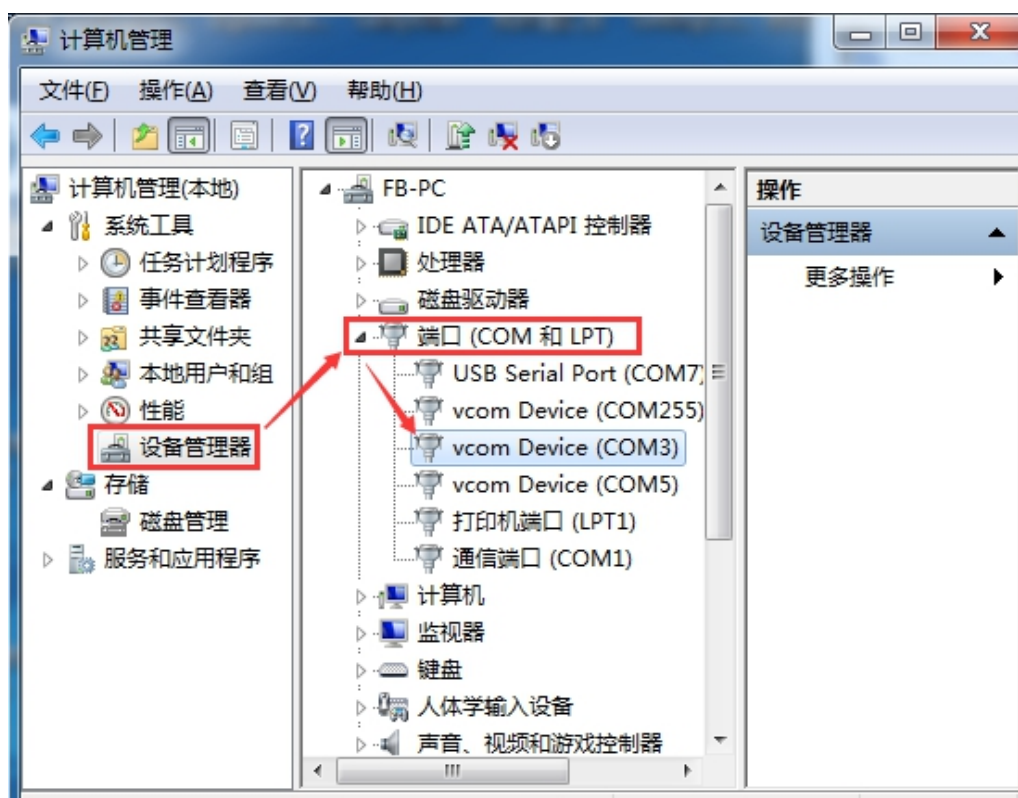 计算机管理
文件(F) 操作(A) 查看(V) 帮助(H)
计算机管理(本地)
系统工具
任务计划程序
事件查看器
共享文件夹
本地用户和组
性能
设备管理器
存储
磁盘管理
服务和应用程序
FB-PC
IDE ATA/ATAPI 控制器
处理器
磁盘驱动器
端口 (COM 和 LPT)
USB Serial Port (COM7)
vcom Device (COM255)
vcom Device (COM3)
vcom Device (COM5)
打印机端口 (LPT1)
通信端口 (COM1)
计算机
监视器
键盘
人体学输入设备
声音、视频和游戏控制器
操作
设备管理器
更多操作